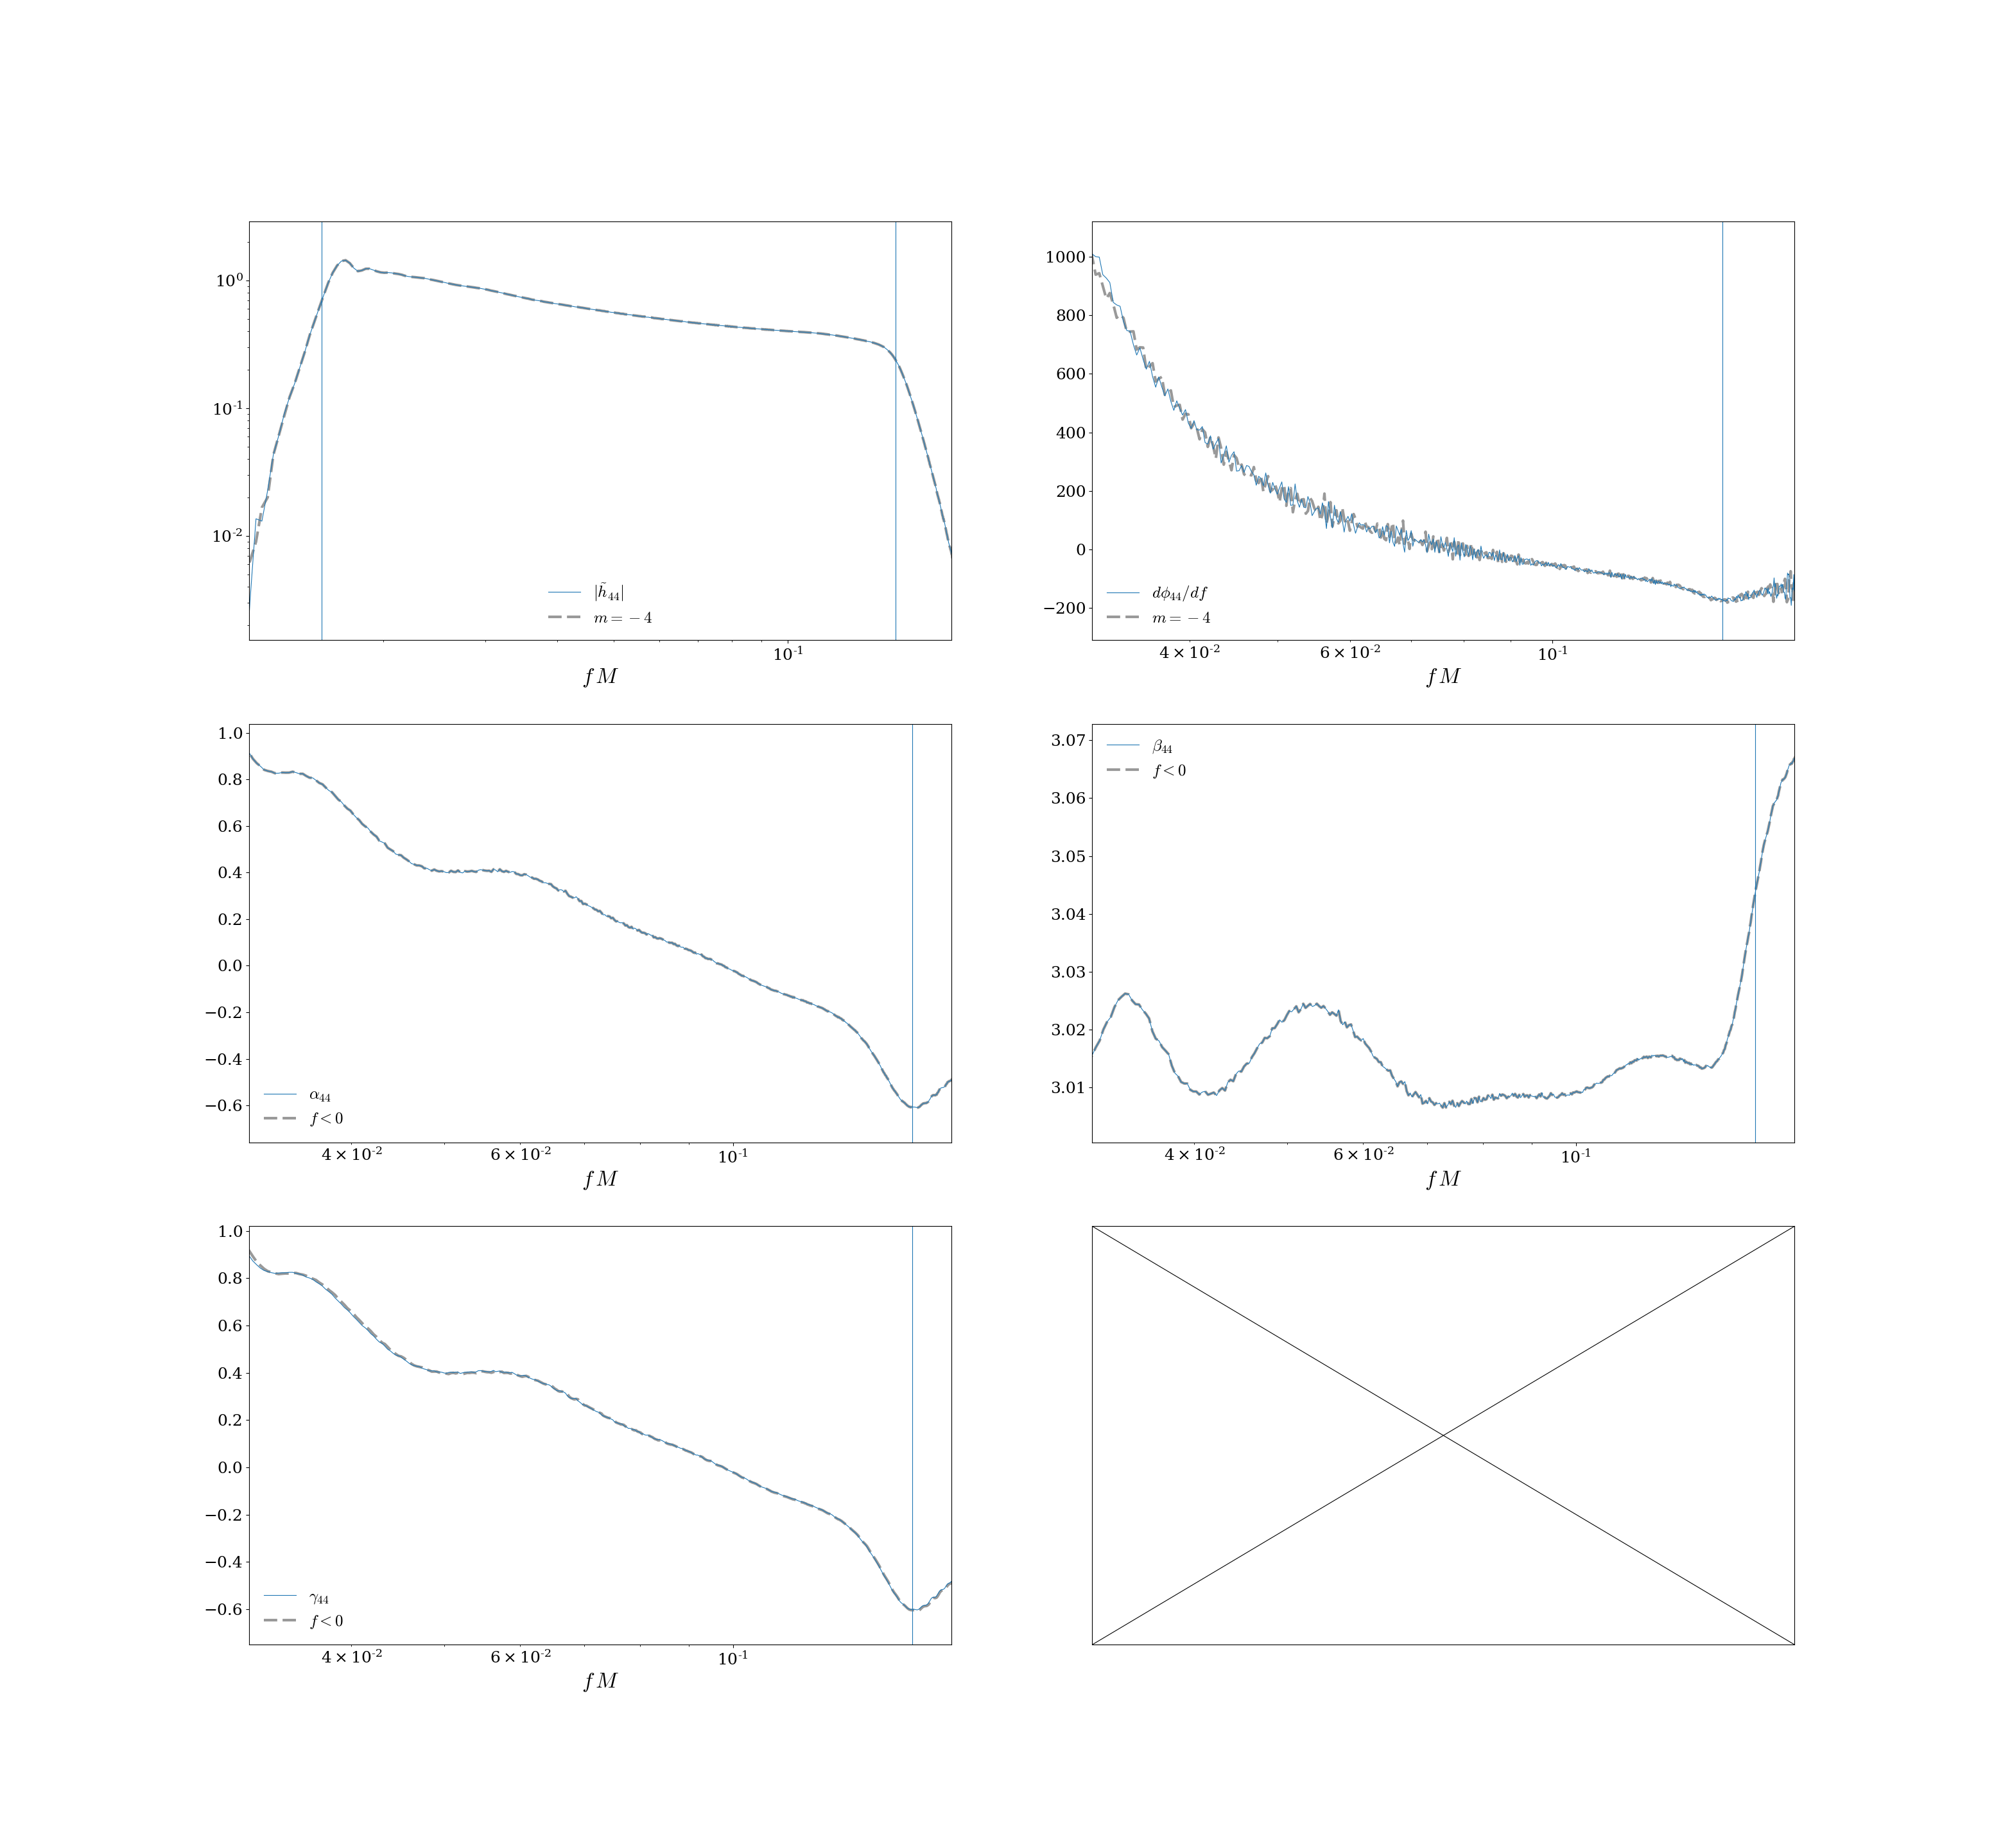 10⁰
10⁻¹
10⁻²
|h̃₄₄|
m = −4
10⁻¹
f M
1000
800
600
400
200
0
−200
dϕ₄₄/df
m = −4
4 × 10⁻² 6 × 10⁻² 10⁻¹
f M
1.0
0.8
0.6
0.4
0.2
0.0
−0.2
−0.4
−0.6
α₄₄
f < 0
4 × 10⁻² 6 × 10⁻² 10⁻¹
f M
3.07
3.06
3.05
3.04
3.03
3.02
3.01
β₄₄
f < 0
4 × 10⁻² 6 × 10⁻² 10⁻¹
f M
1.0
0.8
0.6
0.4
0.2
0.0
−0.2
−0.4
−0.6
γ₄₄
f < 0
4 × 10⁻² 6 × 10⁻² 10⁻¹
f M